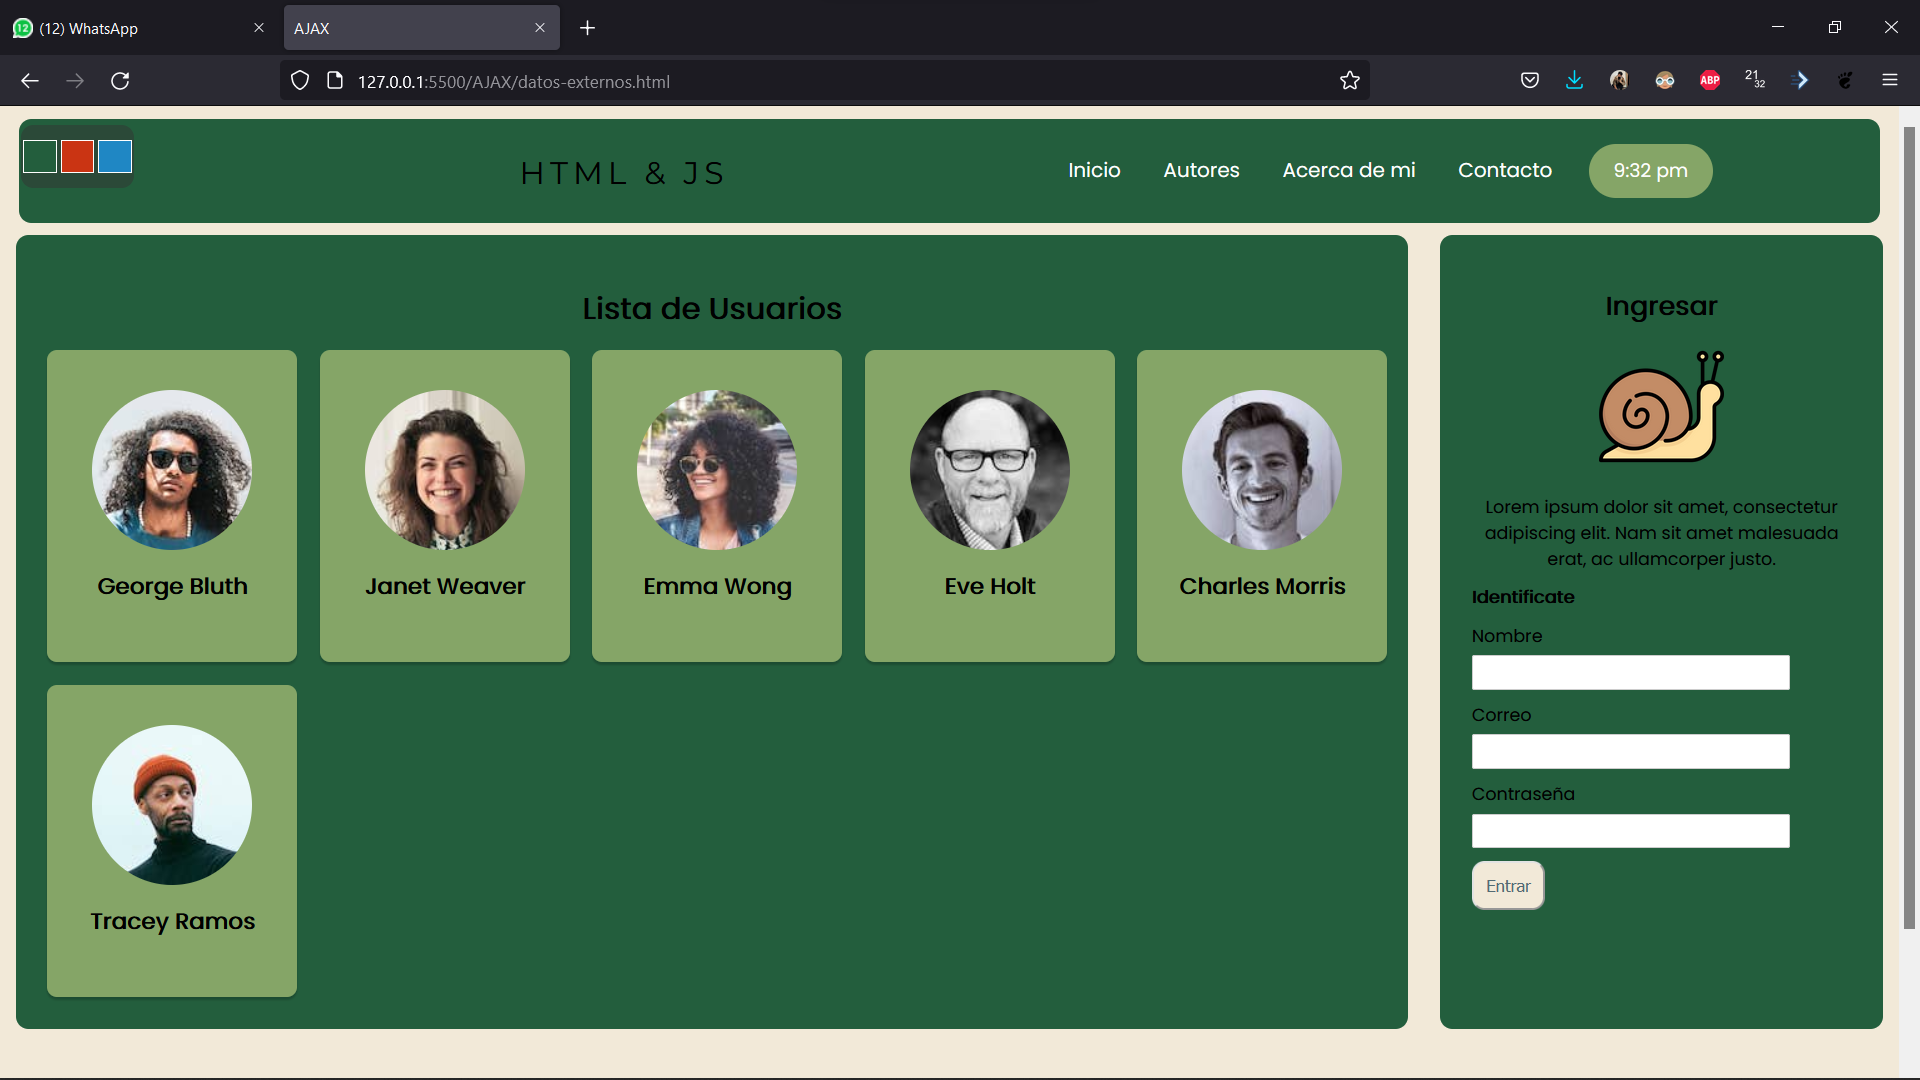 12
(12) WhatsApp
AJAX
127.0.0.1:5500/AJAX/datos-externos.html
ABP
21 32
HTML & JS
Inicio
Autores
Acerca de mi
Contacto
9:32 pm
Lista de Usuarios
George Bluth
Janet Weaver
Emma Wong
Eve Holt
Charles Morris
Tracey Ramos
Ingresar
Lorem ipsum dolor sit amet, consectetur
adipiscing elit. Nam sit amet malesuada
erat, ac ullamcorper justo.
Identificate
Nombre
Correo
Contraseña
Entrar